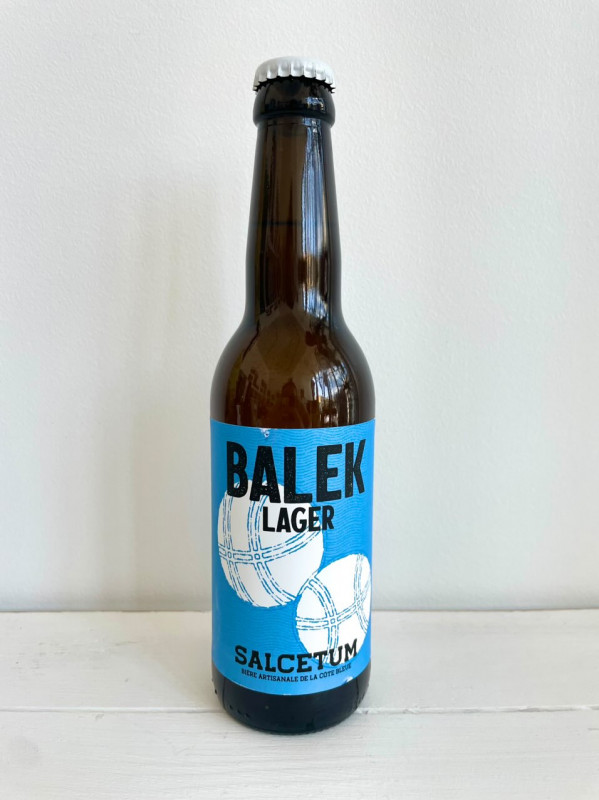 BALEK
LAGER
SALCETUM
BIÈRE ARTISANALE DE LA CÔTE BLEUE